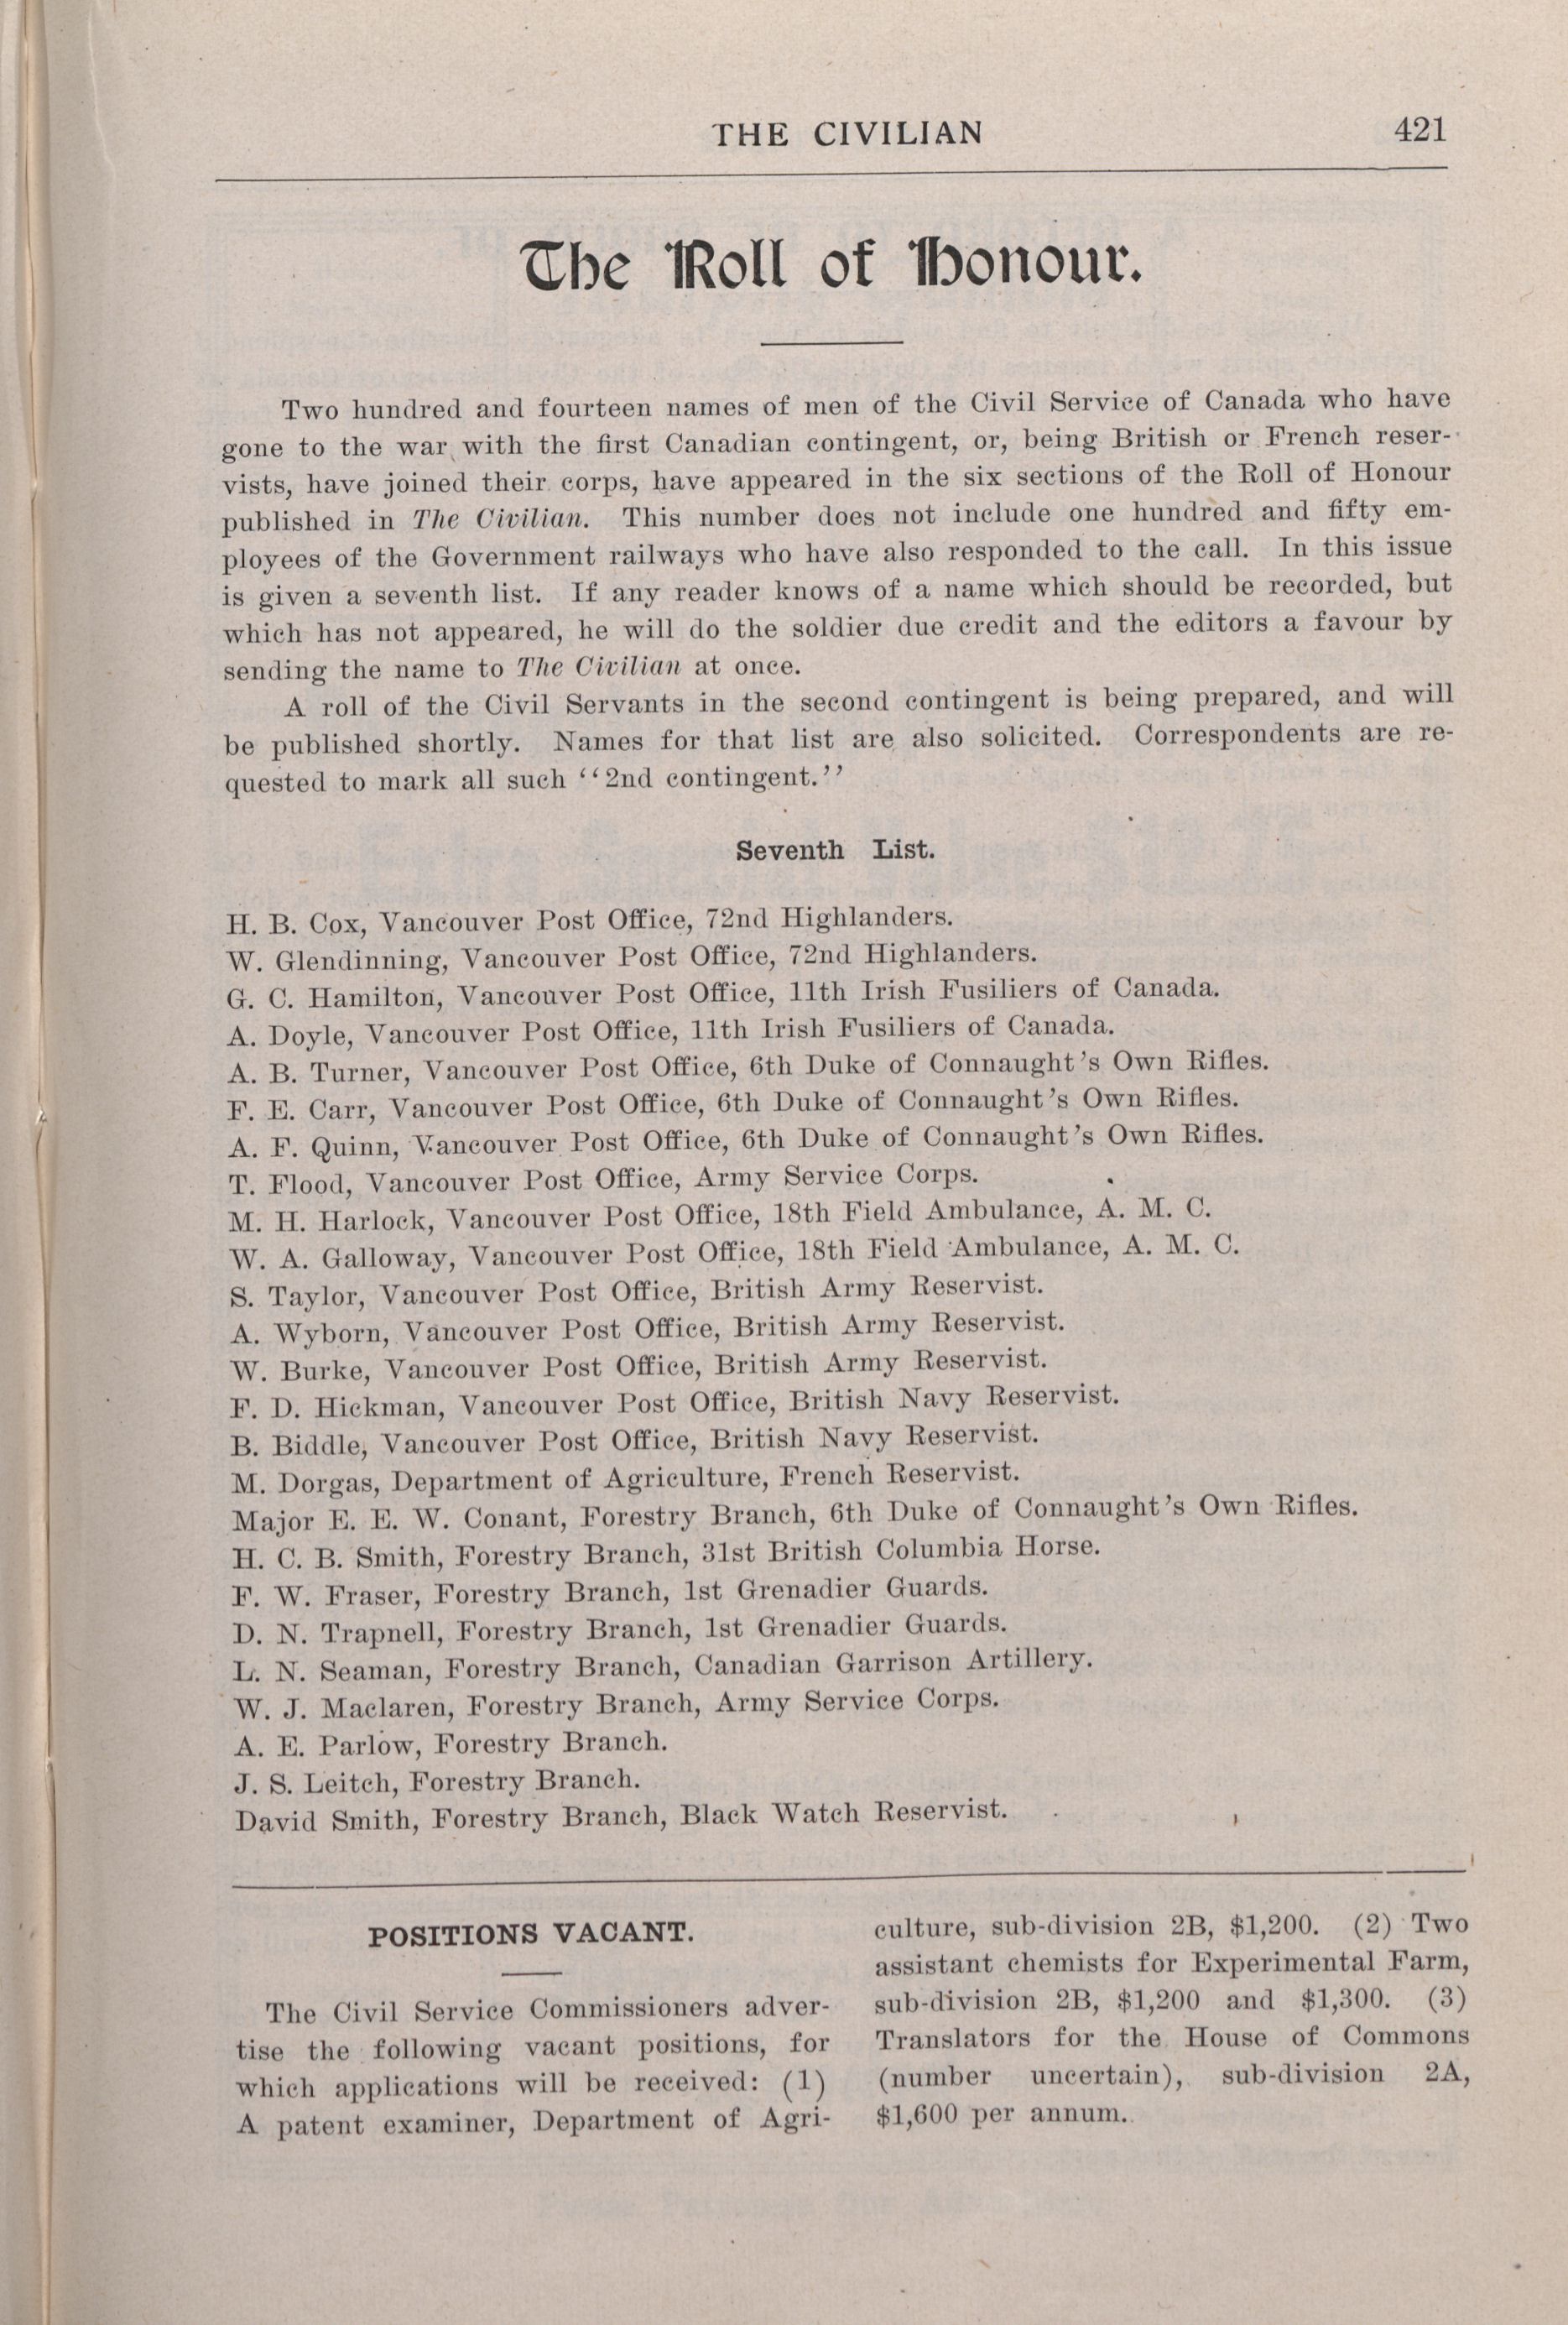 THE CIVILIAN
421
The Roll of Honour.
Two hundred and fourteen names of men of the Civil Service of Canada who have
gone to the war with the first Canadian contingent, or, being British or French reser-
vists, have joined their corps, have appeared in the six sections of the Roll of Honour
published in The Civilian. This number does not include one hundred and fifty em-
ployees of the Government railways who have also responded to the call. In this issue
is given a seventh list. If any reader knows of a name which should be recorded, but
which has not appeared, he will do the soldier due credit and the editors a favour by
sending the name to The Civilian at once.
A roll of the Civil Servants in the second contingent is being prepared, and will
be published shortly. Names for that list are also solicited. Correspondents are re-
quested to mark all such ‘‘2nd contingent.’’
Seventh List.
H. B. Cox, Vancouver Post Office, 72nd Highlanders.
W. Glendinning, Vancouver Post Office, 72nd Highlanders.
G. C. Hamilton, Vancouver Post Office, 11th Irish Fusiliers of Canada.
A. Doyle, Vancouver Post Office, 11th Irish Fusiliers of Canada.
A. B. Turner, Vancouver Post Office, 6th Duke of Connaught's Own Rifles.
F. E. Carr, Vancouver Post Office, 6th Duke of Connaught's Own Rifles.
A. F. Quinn, Vancouver Post Office, 6th Duke of Connaught's Own Rifles.
T. Flood, Vancouver Post Office, Army Service Corps.
M. H. Harlock, Vancouver Post Office, 18th Field Ambulance, A. M. C.
W. A. Galloway, Vancouver Post Office, 18th Field Ambulance, A. M. C.
S. Taylor, Vancouver Post Office, British Army Reservist.
A. Wyborn, Vancouver Post Office, British Army Reservist.
W. Burke, Vancouver Post Office, British Army Reservist.
F. D. Hickman, Vancouver Post Office, British Navy Reservist.
B. Biddle, Vancouver Post Office, British Navy Reservist.
M. Dorgas, Department of Agriculture, French Reservist.
Major E. E. W. Conant, Forestry Branch, 6th Duke of Connaught's Own Rifles.
H. C. B. Smith, Forestry Branch, 31st British Columbia Horse.
F. W. Fraser, Forestry Branch, 1st Grenadier Guards.
D. N. Trapnell, Forestry Branch, 1st Grenadier Guards.
L. N. Seaman, Forestry Branch, Canadian Garrison Artillery.
W. J. Maclaren, Forestry Branch, Army Service Corps.
A. E. Parlow, Forestry Branch.
J. S. Leitch, Forestry Branch.
David Smith, Forestry Branch, Black Watch Reservist.
POSITIONS VACANT.
The Civil Service Commissioners adver-
tise the following vacant positions, for
which applications will be received: (1)
A patent examiner, Department of Agri-
culture, sub-division 2B, $1,200. (2) Two
assistant chemists for Experimental Farm,
sub-division 2B, $1,200 and $1,300. (3)
Translators for the House of Commons
(number uncertain), sub-division 2A,
$1,600 per annum.